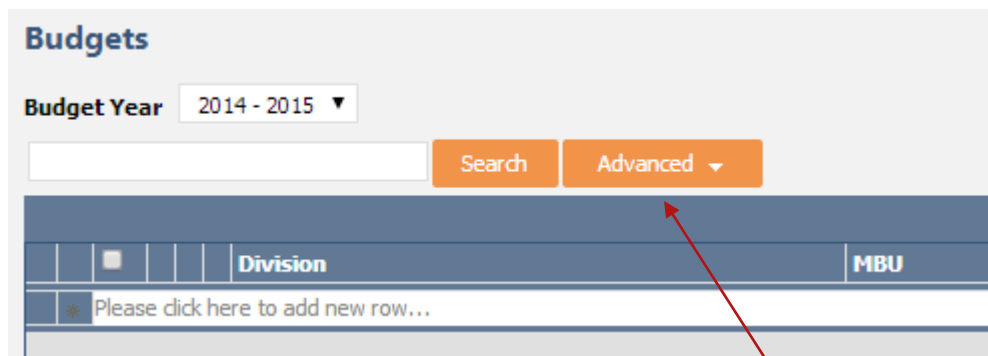 Budgets
Budget Year 2014 - 2015
Search Advanced
Division MBU
Please click here to add new row...